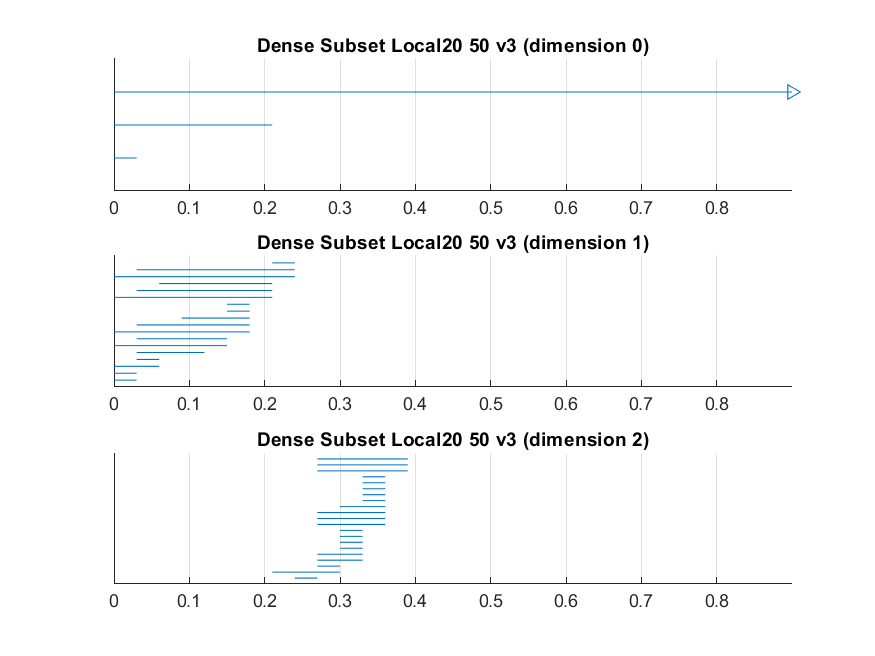 Dense Subset Local20 50 v3 (dimension 0)
0 0.1 0.2 0.3 0.4 0.5 0.6 0.7 0.8
Dense Subset Local20 50 v3 (dimension 1)
0 0.1 0.2 0.3 0.4 0.5 0.6 0.7 0.8
Dense Subset Local20 50 v3 (dimension 2)
0 0.1 0.2 0.3 0.4 0.5 0.6 0.7 0.8